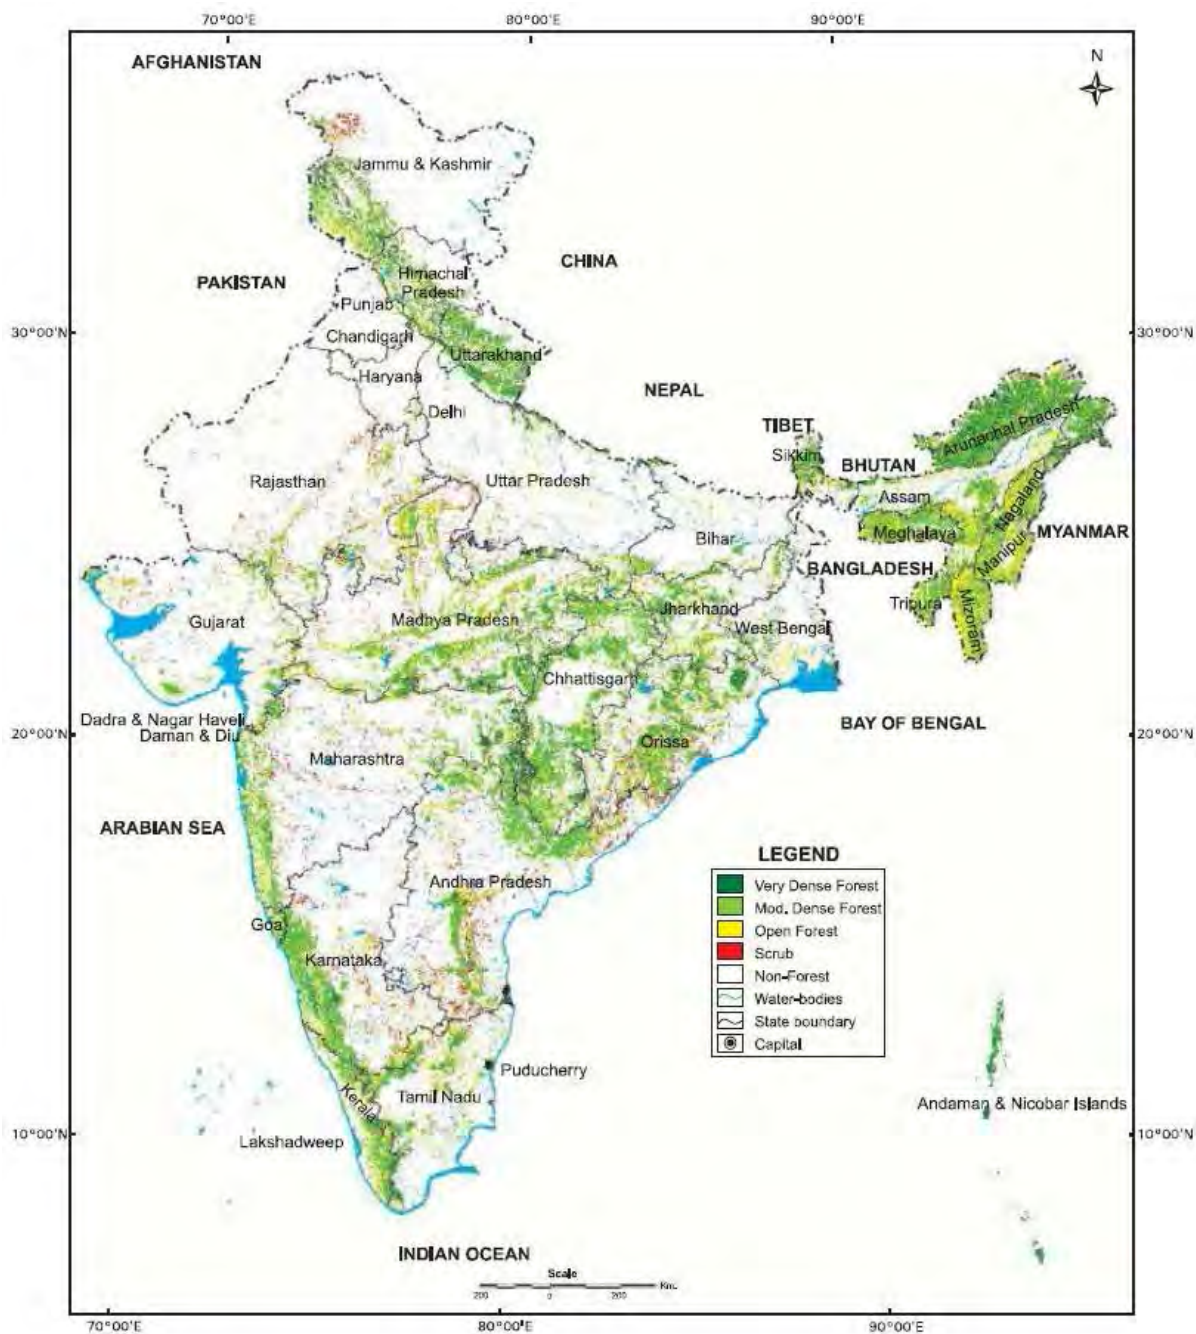 70°00'E
80°00'E
90°00'E
AFGHANISTAN
N
Jammu & Kashmir
CHINA
PAKISTAN
Himachal
Pradesh
Punjab
30°00'N
Chandigarh
30°00'N
Uttarakhand
Haryana
NEPAL
Delhi
Arunachal Pradesh
TIBET
Sikkim
BHUTAN
Rajasthan
Uttar Pradesh
Assam
Nagaland
Meghalaya
MYANMAR
Bihar
Manipur
BANGLADESH
Tripura
Mizoram
Jharkhand
Gujarat
Madhya Pradesh
West Bengal
Chhattisgarh
Dadra & Nagar Haveli
Daman & Diu
BAY OF BENGAL
20°00'N
20°00'N
Orissa
Maharashtra
ARABIAN SEA
LEGEND
Very Dense Forest
Mod. Dense Forest
Open Forest
Scrub
Non-Forest
Water-bodies
State boundary
Capital
Andhra Pradesh
Goa
Karnataka
Puducherry
Kerala
Tamil Nadu
Andaman & Nicobar Islands
10°00'N
10°00'N
Lakshadweep
INDIAN OCEAN
Scale
200 0 200 Km.
70°00'E
80°00'E
90°00'E